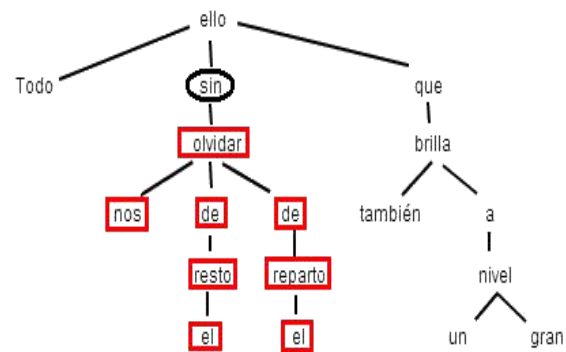 ello
Todo sin que
olvidar brilla
nos de de también a
resto reparto nivel
el el un gran